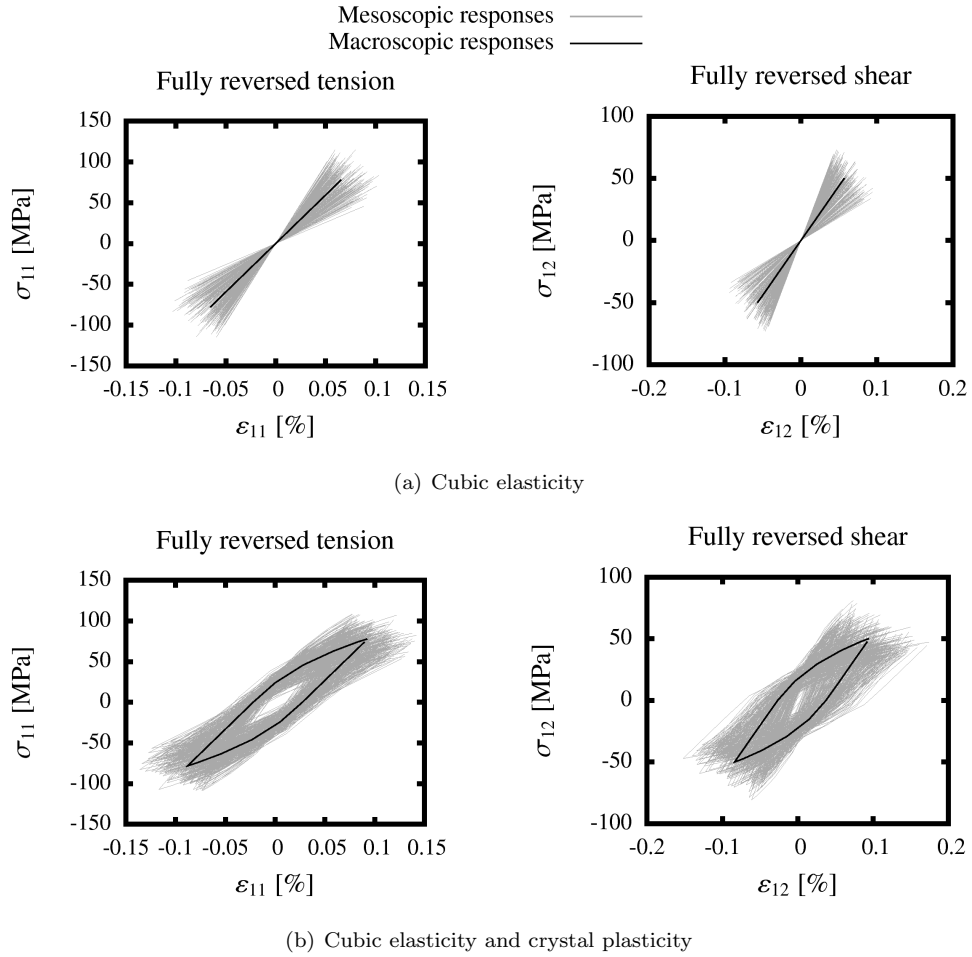 Mesoscopic responses
Macroscopic responses
Fully reversed tension
150
100
50
0
-50
-100
-150
-0.15 -0.1 -0.05 0 0.05 0.1 0.15
σ11 [MPa]
ε11 [%]
Fully reversed shear
100
50
0
-50
-100
-0.2 -0.1 0 0.1 0.2
σ12 [MPa]
ε12 [%]
(a) Cubic elasticity
Fully reversed tension
150
100
50
0
-50
-100
-150
-0.15 -0.1 -0.05 0 0.05 0.1 0.15
σ11 [MPa]
ε11 [%]
Fully reversed shear
100
50
0
-50
-100
-0.2 -0.1 0 0.1 0.2
σ12 [MPa]
ε12 [%]
(b) Cubic elasticity and crystal plasticity